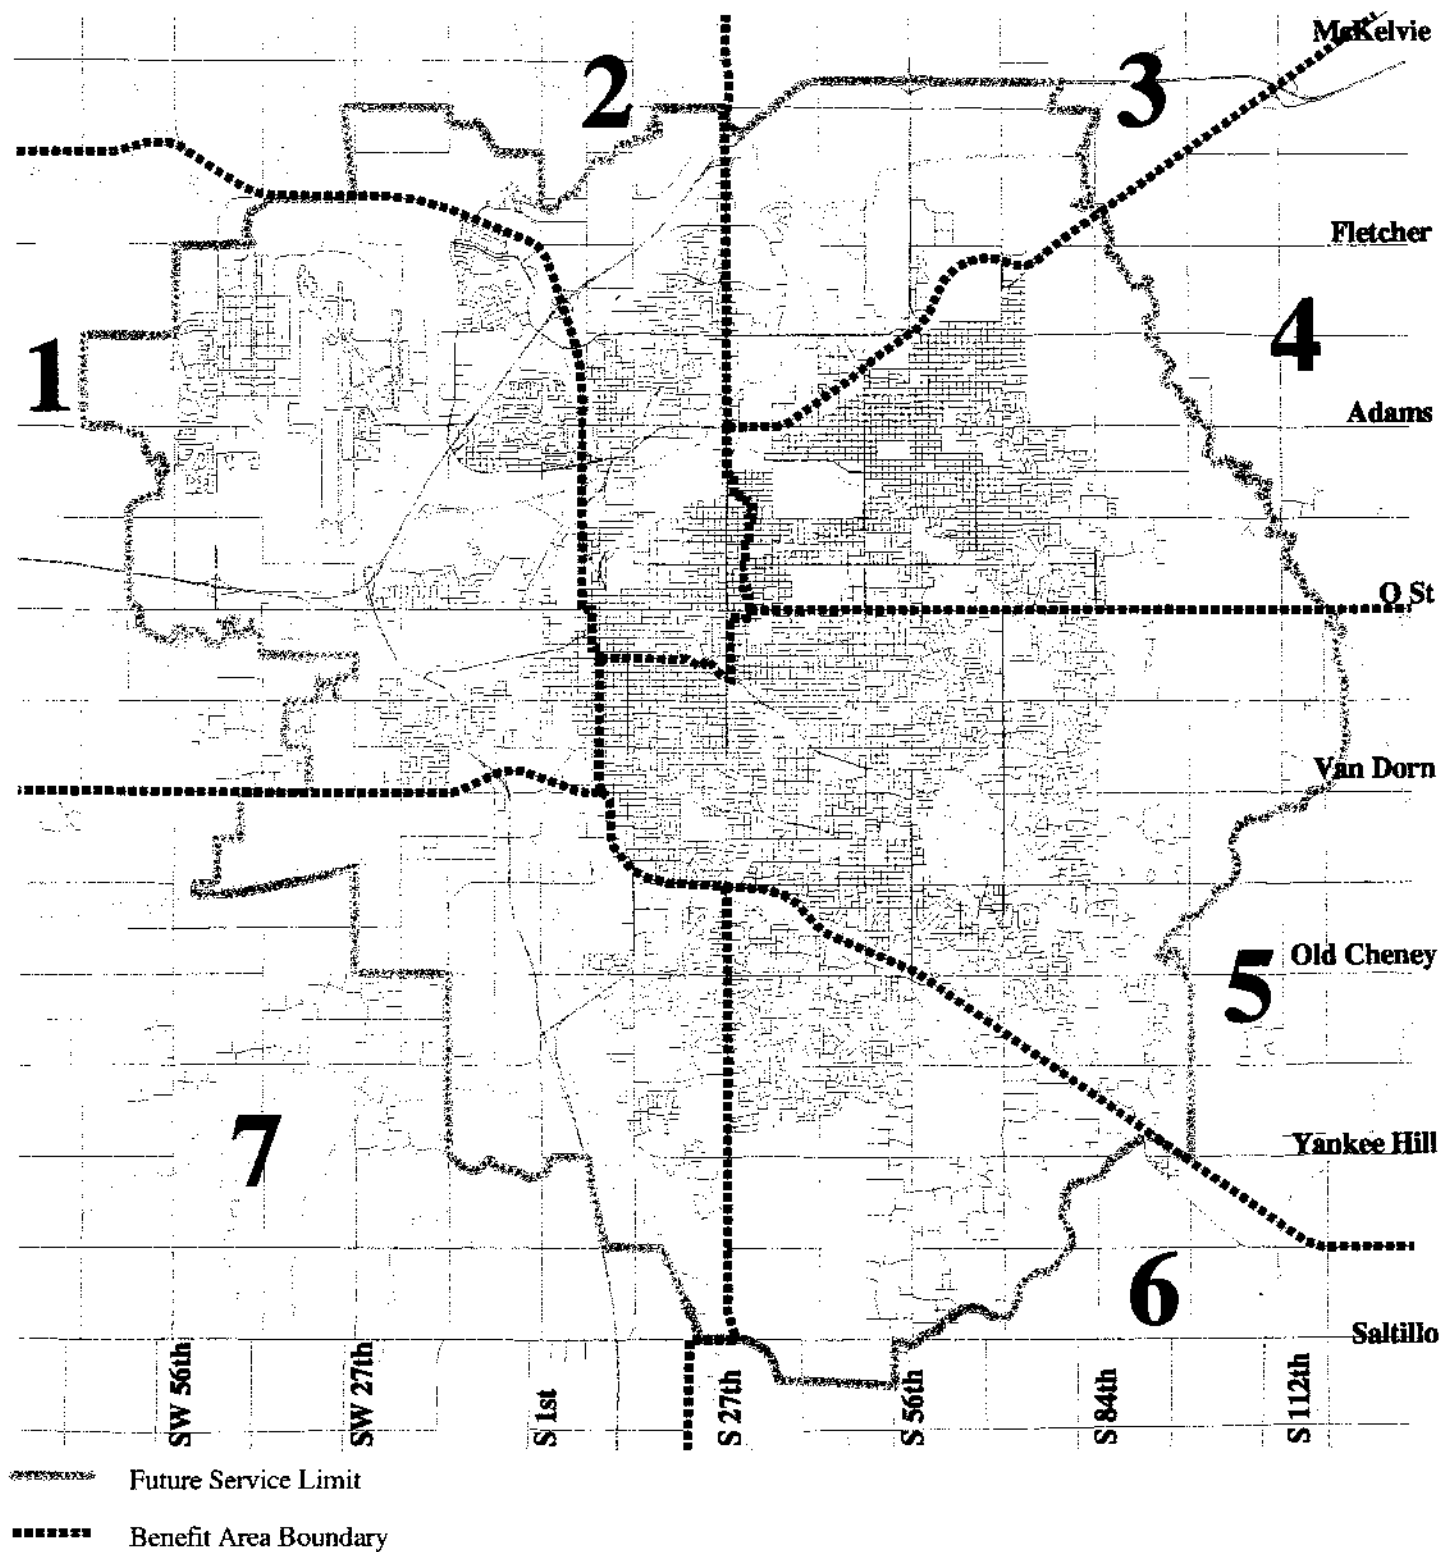 McKelvie
2
3
Fletcher
4
1
Adams
O St
Van Dorn
Old Cheney
5
7
Yankee Hill
6
Saltillo
SW 56th
SW 27th
S 1st
S 27th
S 56th
S 84th
S 112th
Future Service Limit
Benefit Area Boundary